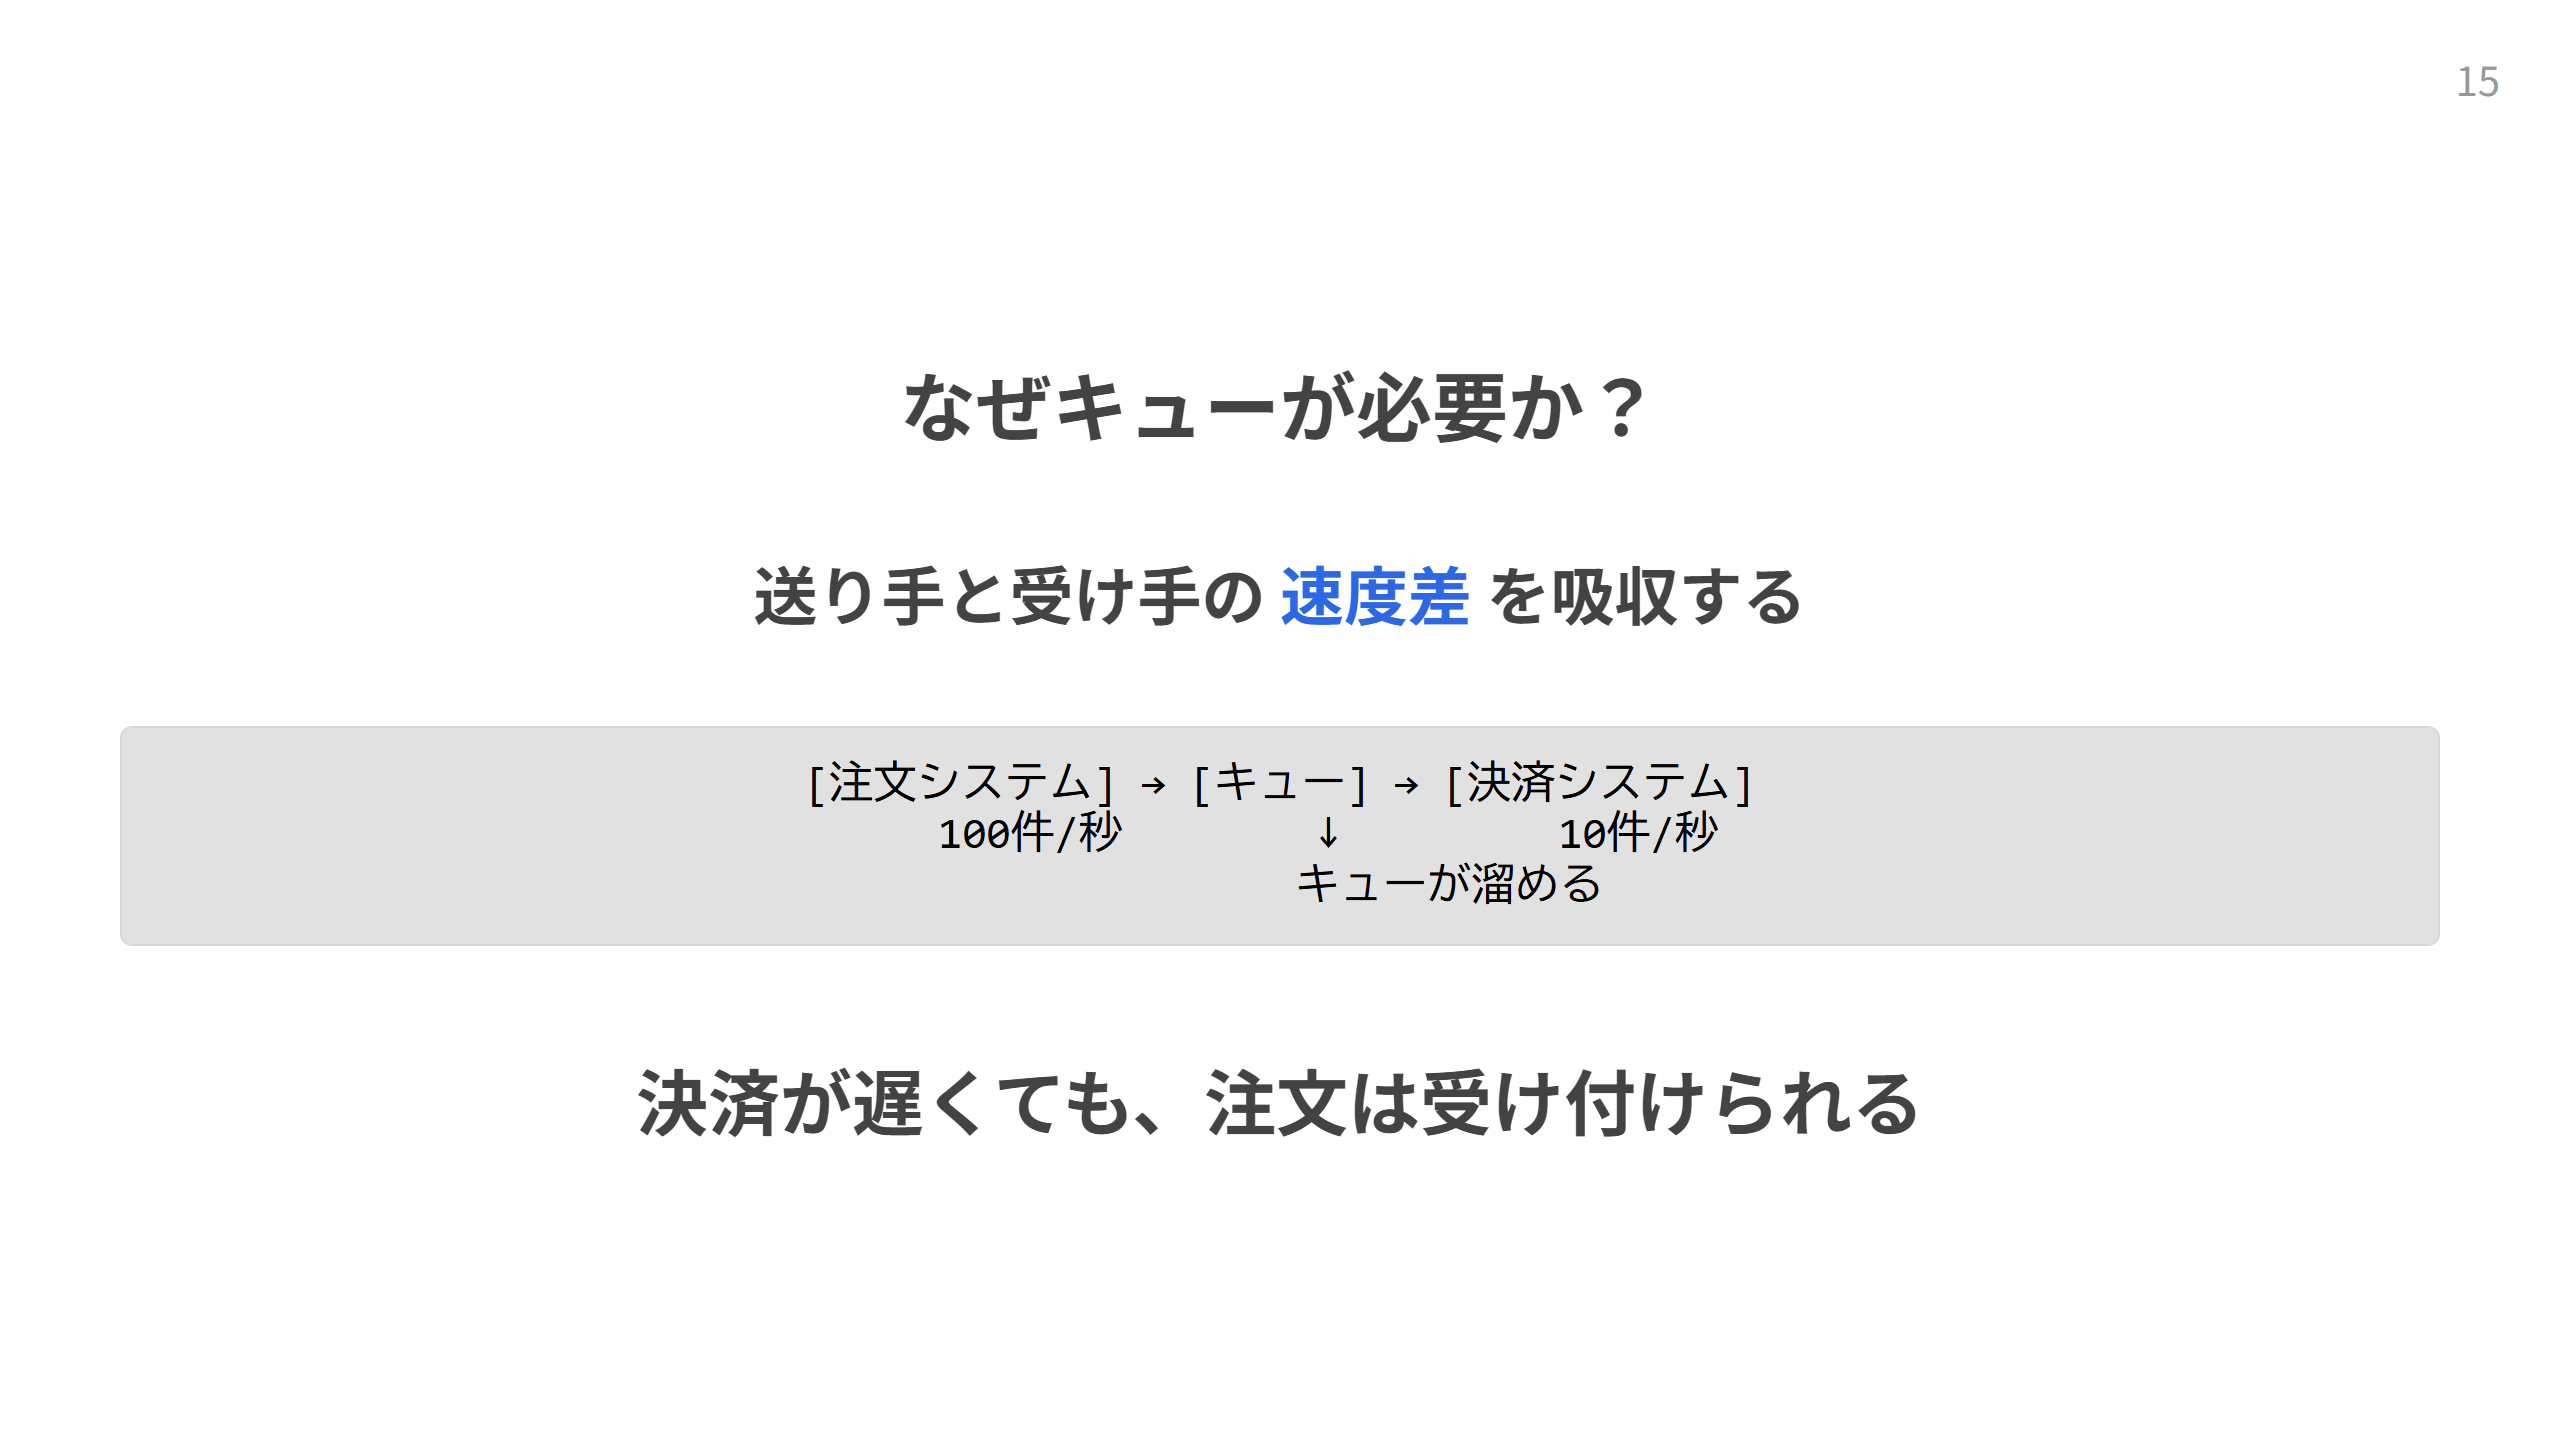 15
なぜキューが必要か？
送り手と受け手の 速度差 を吸収する
[注文システム] → [キュー] → [決済システム]
100件/秒 ↓ 10件/秒
キューが溜める
決済が遅くても、注文は受け付けられる